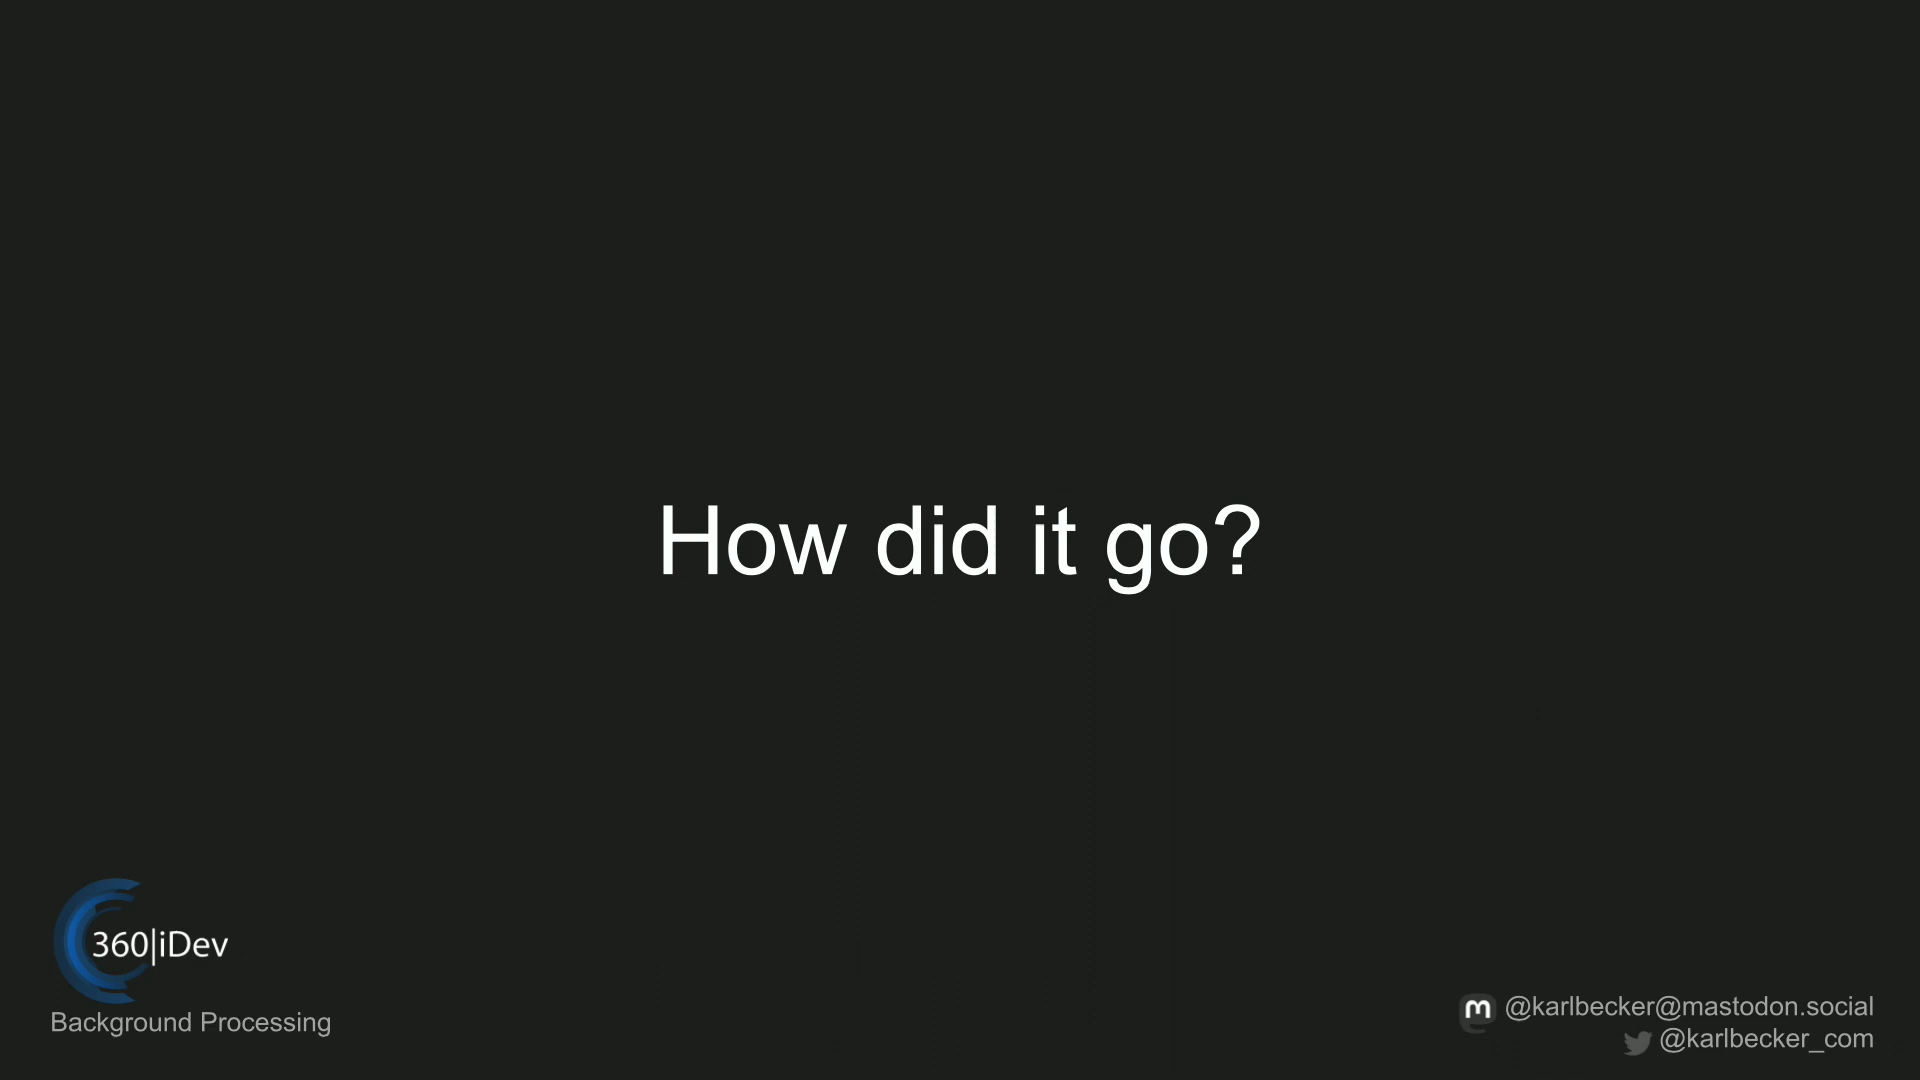 How did it go?
360|iDev
Background Processing
@karlbecker@mastodon.social
@karlbecker_com